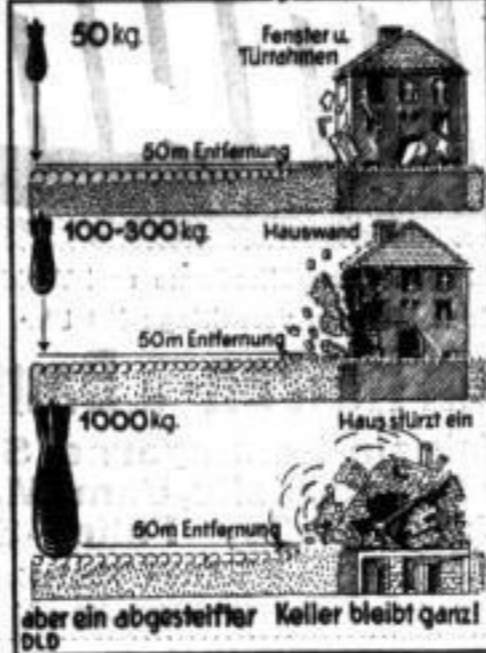 50 kg.
Fenster u.
Türrahmen
50m Entfernung
100-300 kg.
Hauswand
50m Entfernung
1000 kg.
Haus stürzt ein
50m Entfernung
aber ein abgesteifter Keller bleibt ganz!
DLD